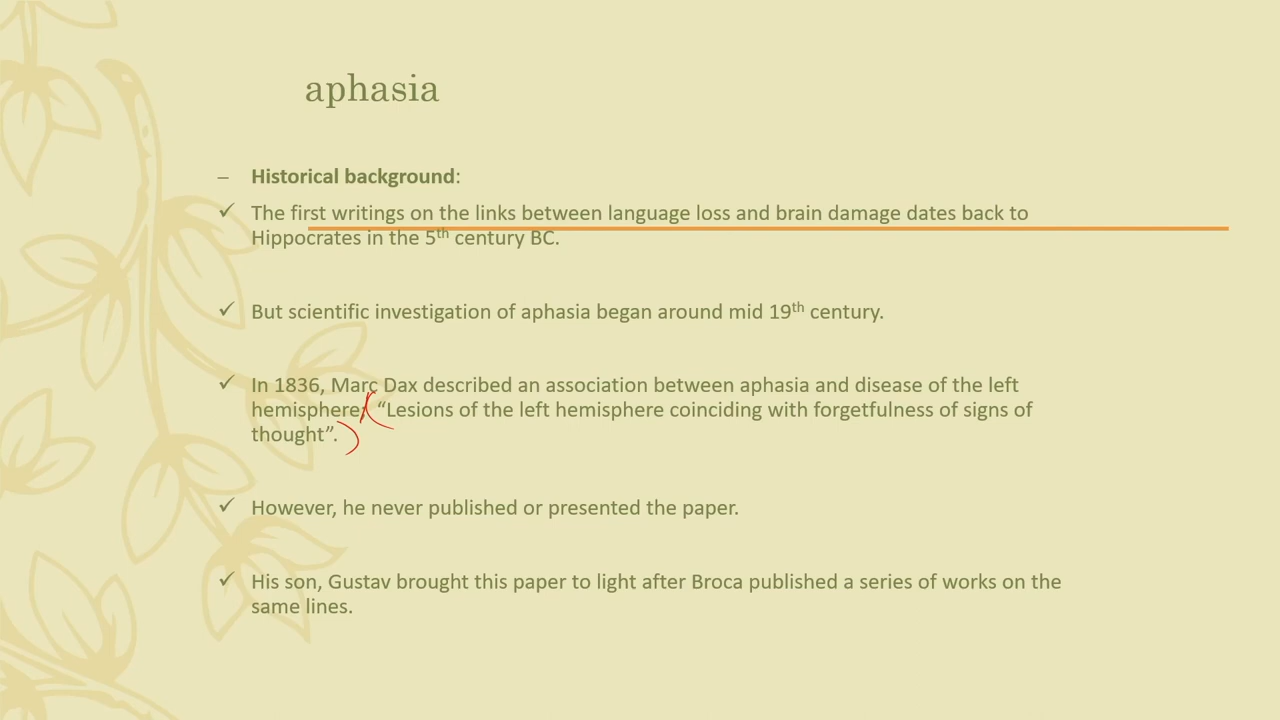 aphasia
– Historical background:
✓ The first writings on the links between language loss and brain damage dates back to
Hippocrates in the 5th century BC.
✓ But scientific investigation of aphasia began around mid 19th century.
✓ In 1836, Marc Dax described an association between aphasia and disease of the left
hemisphere: “Lesions of the left hemisphere coinciding with forgetfulness of signs of
thought”.
✓ However, he never published or presented the paper.
✓ His son, Gustav brought this paper to light after Broca published a series of works on the
same lines.